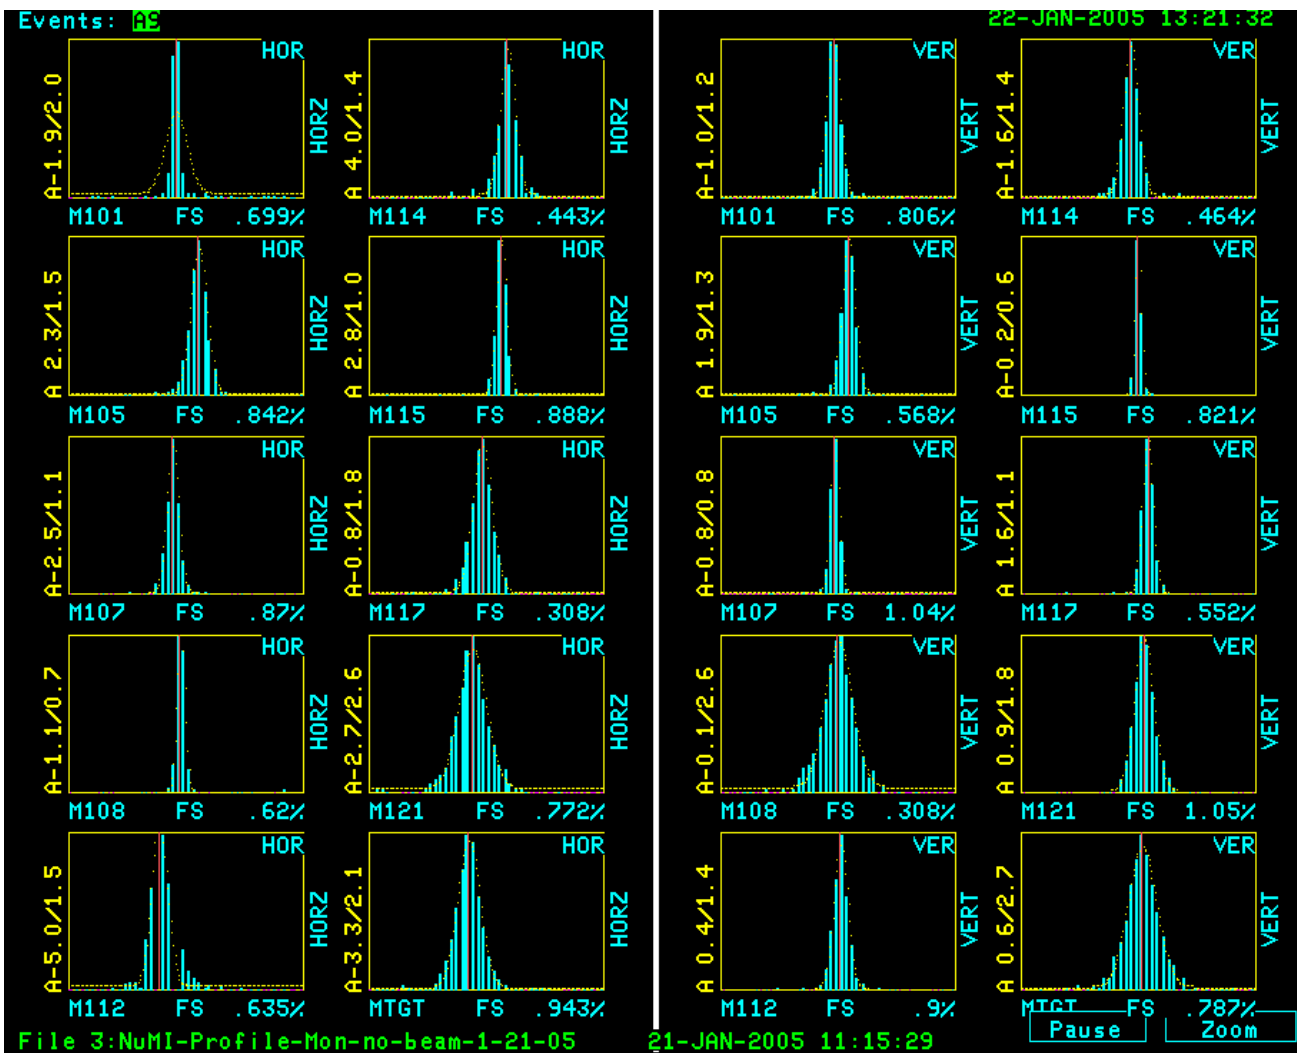 Events: A9 22-JAN-2005 13:21:32
A-1.9/2.0 HOR HORZ M101 FS .699%
A 4.0/1.4 HOR HORZ M114 FS .443%
A-1.0/1.2 VER VERT M101 FS .806%
A-1.6/1.4 VER VERT M114 FS .464%
A 2.3/1.5 HOR HORZ M105 FS .842%
A 2.8/1.0 HOR HORZ M115 FS .888%
A 1.9/1.3 VER VERT M105 FS .568%
A-0.2/0.6 VER VERT M115 FS .821%
A-2.5/1.1 HOR HORZ M107 FS .87%
A-0.8/1.8 HOR HORZ M117 FS .308%
A-0.8/0.8 VER VERT M107 FS 1.04%
A 1.6/1.1 VER VERT M117 FS .552%
A-1.1/0.7 HOR HORZ M108 FS .62%
A-2.7/2.6 HOR HORZ M121 FS .772%
A-0.1/2.6 VER VERT M108 FS .308%
A 0.9/1.8 VER VERT M121 FS 1.05%
A-5.0/1.5 HOR HORZ M112 FS .635%
A-3.3/2.1 HOR HORZ MTGT FS .943%
A 0.4/1.4 VER VERT M112 FS .9%
A 0.6/2.7 VER VERT MTGT FS .787%
Pause Zoom
File 3:NuMI-Profile-Mon-no-beam-1-21-05 21-JAN-2005 11:15:29